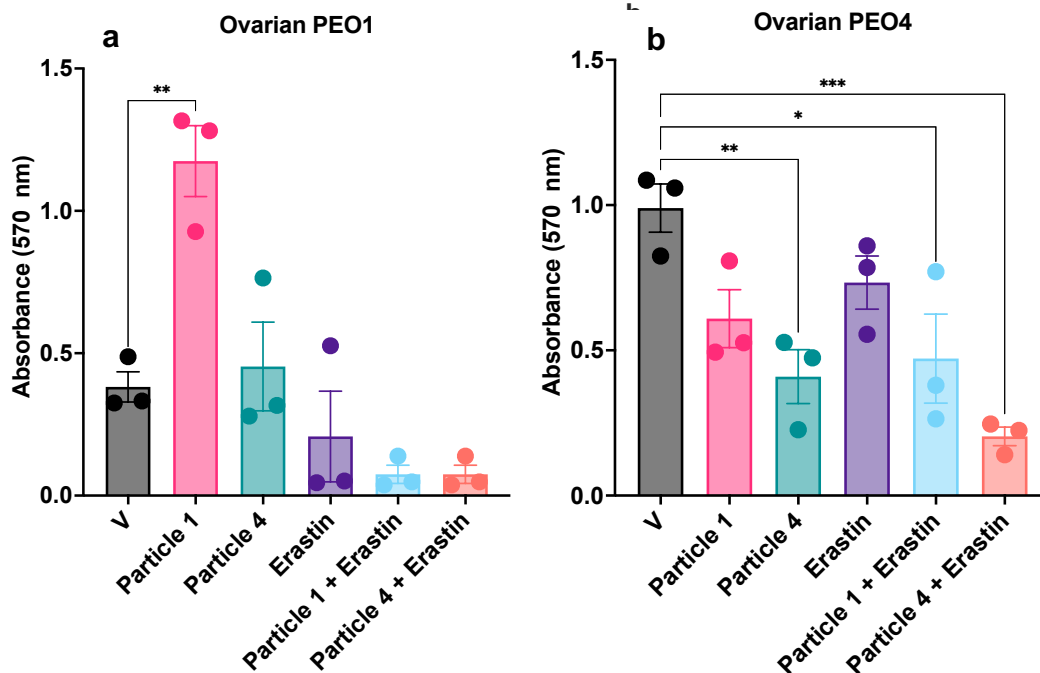 Ovarian PEO1
a
Absorbance (570 nm)
1.5
1.0
0.5
0.0
**
V
Particle 1
Particle 4
Erastin
Particle 1 + Erastin
Particle 4 + Erastin
Ovarian PEO4
b
Absorbance (570 nm)
1.5
1.0
0.5
0.0
***
*
**
V
Particle 1
Particle 4
Erastin
Particle 1 + Erastin
Particle 4 + Erastin